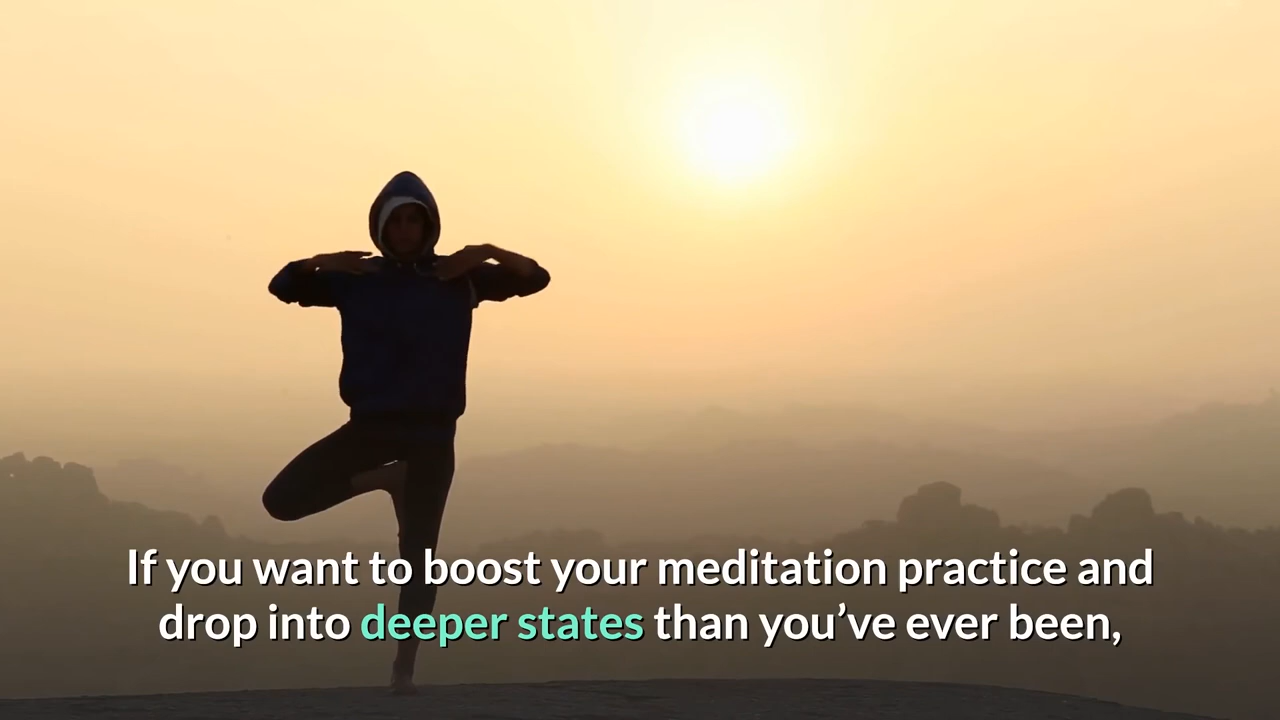 If you want to boost your meditation practice and
drop into deeper states than you’ve ever been,